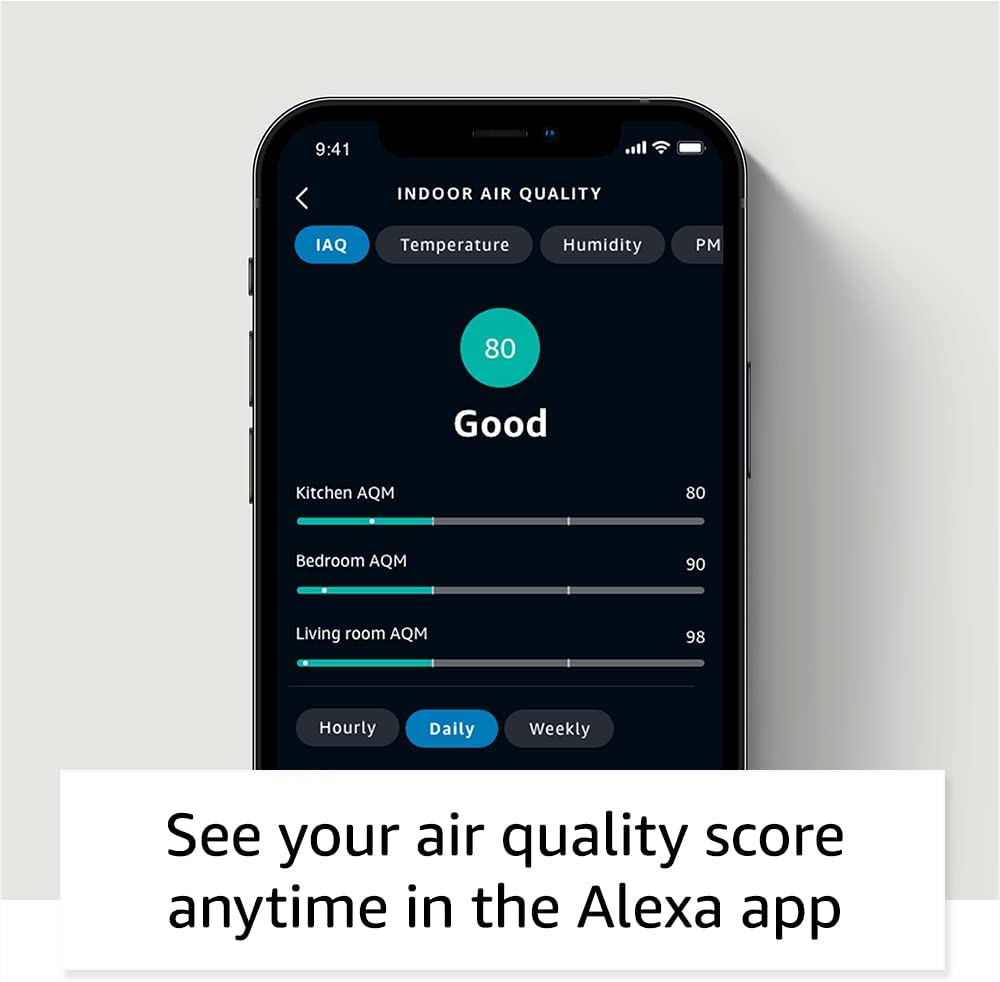 9:41
INDOOR AIR QUALITY
IAQ Temperature Humidity PM
80
Good
Kitchen AQM 80
Bedroom AQM 90
Living room AQM 98
Hourly Daily Weekly
See your air quality score
anytime in the Alexa app